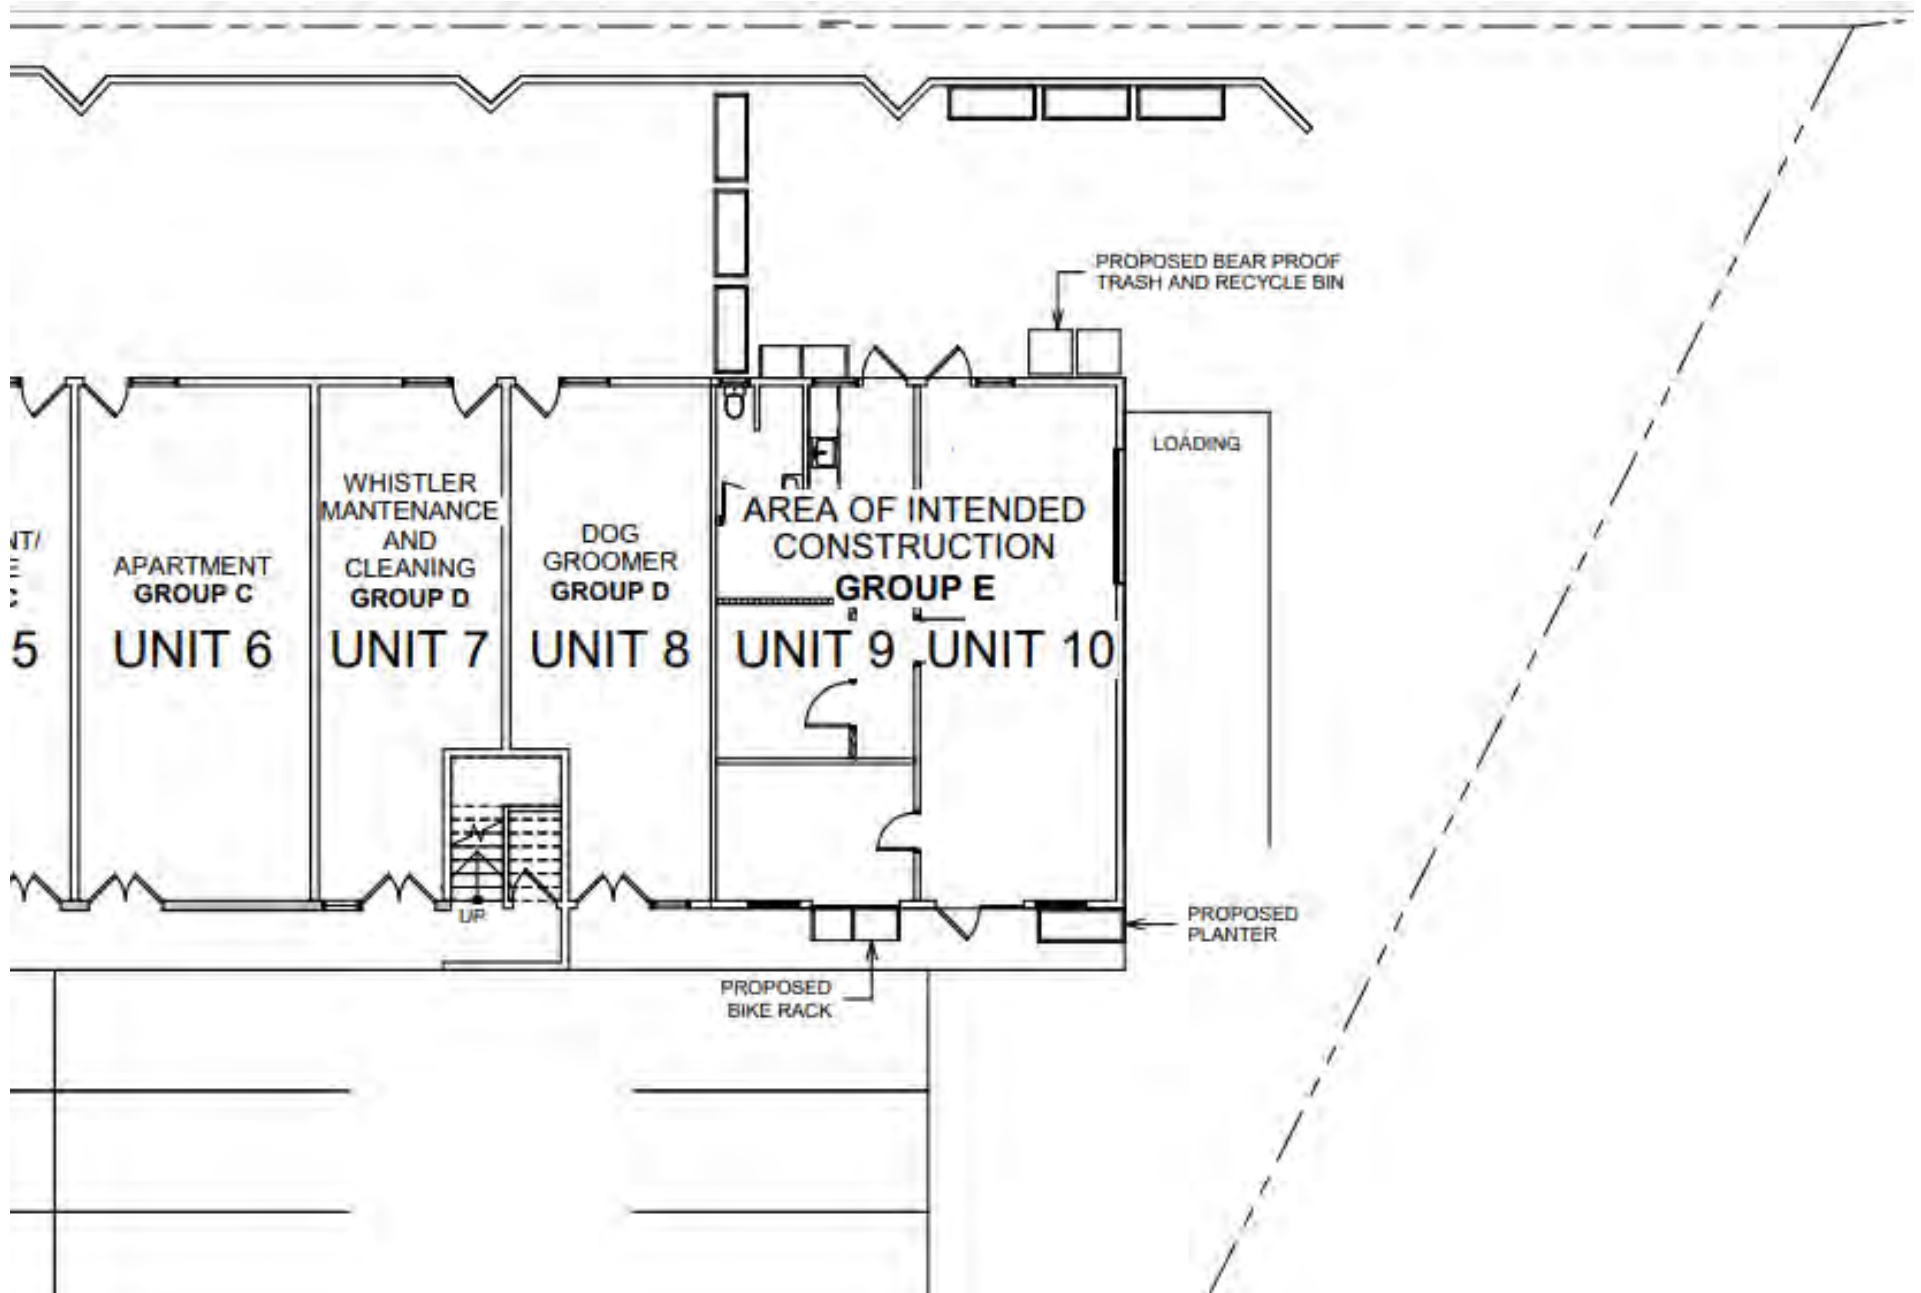 PROPOSED BEAR PROOF
TRASH AND RECYCLE BIN
LOADING
NT/
5
APARTMENT
GROUP C
UNIT 6
WHISTLER
MANTENANCE
AND
CLEANING
GROUP D
UNIT 7
DOG
GROOMER
GROUP D
UNIT 8
AREA OF INTENDED
CONSTRUCTION
GROUP E
UNIT 9
UNIT 10
UP
PROPOSED
PLANTER
PROPOSED
BIKE RACK